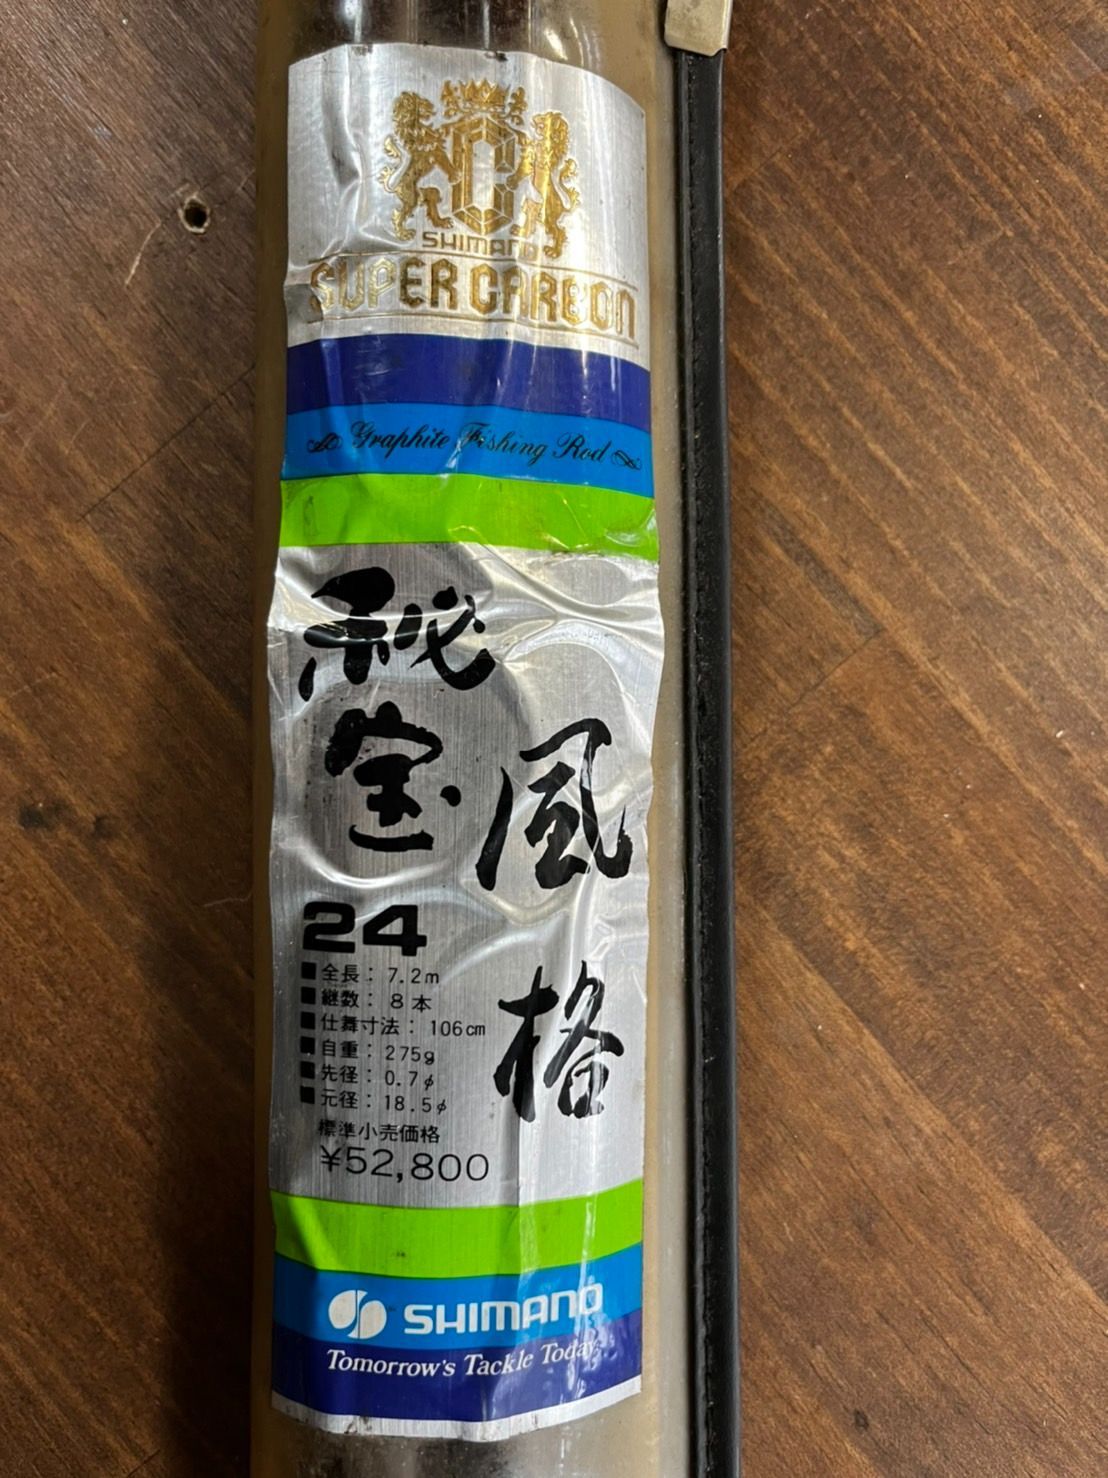 SHIMANO
SUPER CARBON
Graphite Fishing Rod
風格
秘宝
24
■全長：7.2m
■継数：8本
■仕舞寸法：106cm
■自重：275g
■先径：0.7φ
■元径：18.5φ
標準小売価格
¥52,800
SHIMANO
Tomorrow's Tackle Today.